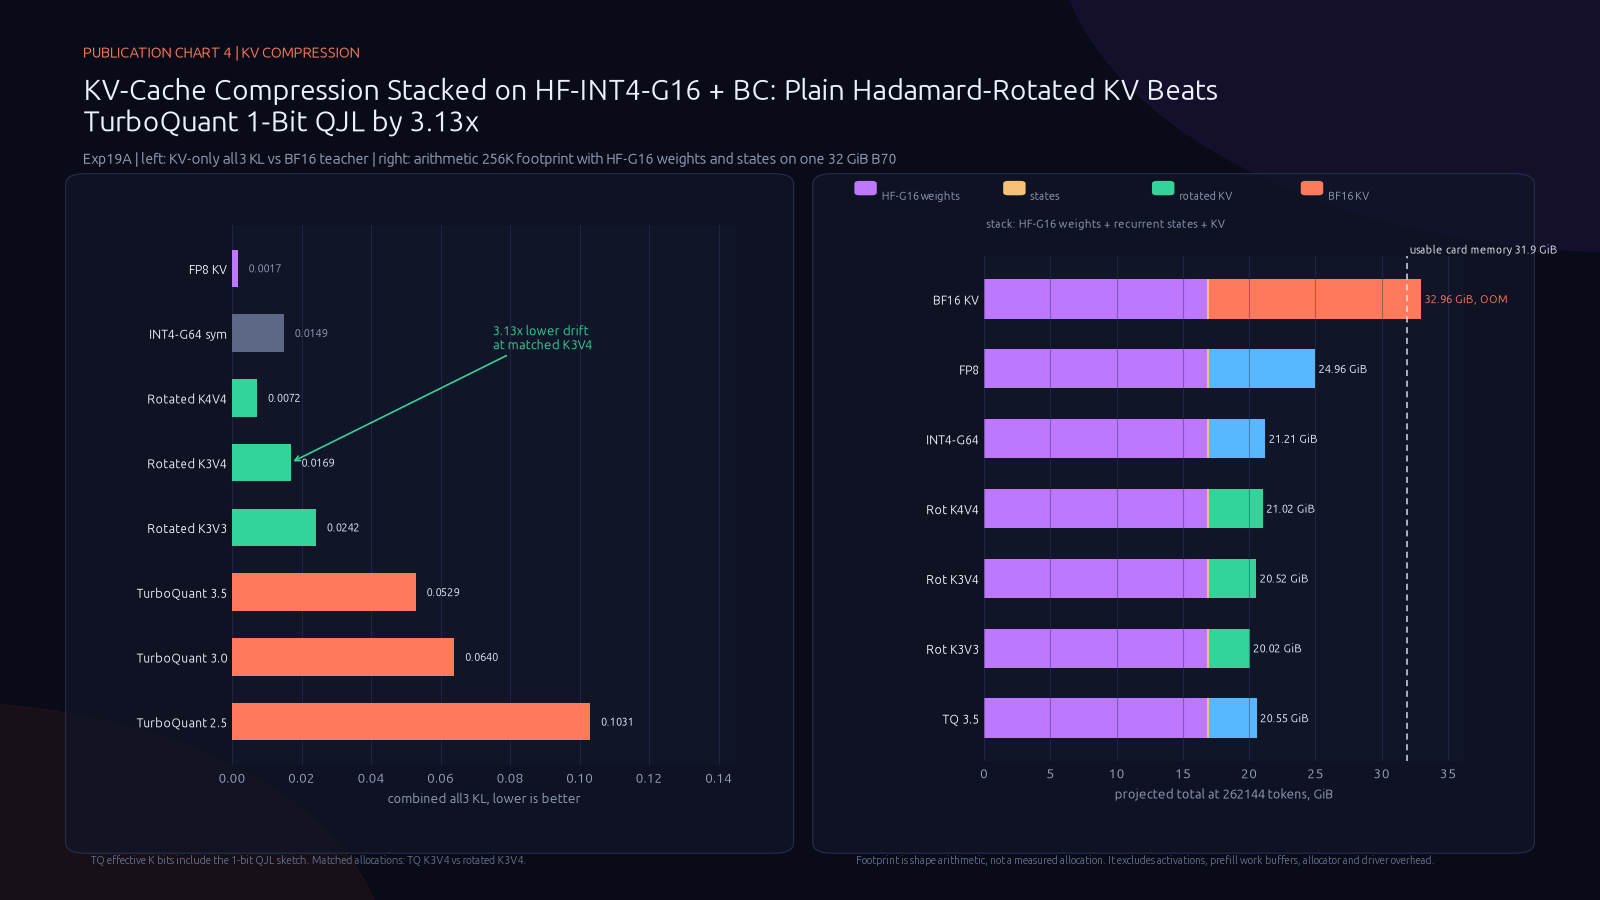 PUBLICATION CHART 4 | KV COMPRESSION
KV-Cache Compression Stacked on HF-INT4-G16 + BC: Plain Hadamard-Rotated KV Beats
TurboQuant 1-Bit QJL by 3.13x
Exp19A | left: KV-only all3 KL vs BF16 teacher | right: arithmetic 256K footprint with HF-G16 weights and states on one 32 GiB B70
FP8 KV 0.0017
INT4-G64 sym 0.0149
3.13x lower drift
at matched K3V4
Rotated K4V4 0.0072
Rotated K3V4 0.0169
Rotated K3V3 0.0242
TurboQuant 3.5 0.0529
TurboQuant 3.0 0.0640
TurboQuant 2.5 0.1031
0.00 0.02 0.04 0.06 0.08 0.10 0.12 0.14
combined all3 KL, lower is better
TQ effective K bits include the 1-bit QJL sketch. Matched allocations: TQ K3V4 vs rotated K3V4.
HF-G16 weights states rotated KV BF16 KV
stack: HF-G16 weights + recurrent states + KV
usable card memory 31.9 GiB
BF16 KV 32.96 GiB, OOM
FP8 24.96 GiB
INT4-G64 21.21 GiB
Rot K4V4 21.02 GiB
Rot K3V4 20.52 GiB
Rot K3V3 20.02 GiB
TQ 3.5 20.55 GiB
0 5 10 15 20 25 30 35
projected total at 262144 tokens, GiB
Footprint is shape arithmetic, not a measured allocation. It excludes activations, prefill work buffers, allocator and driver overhead.